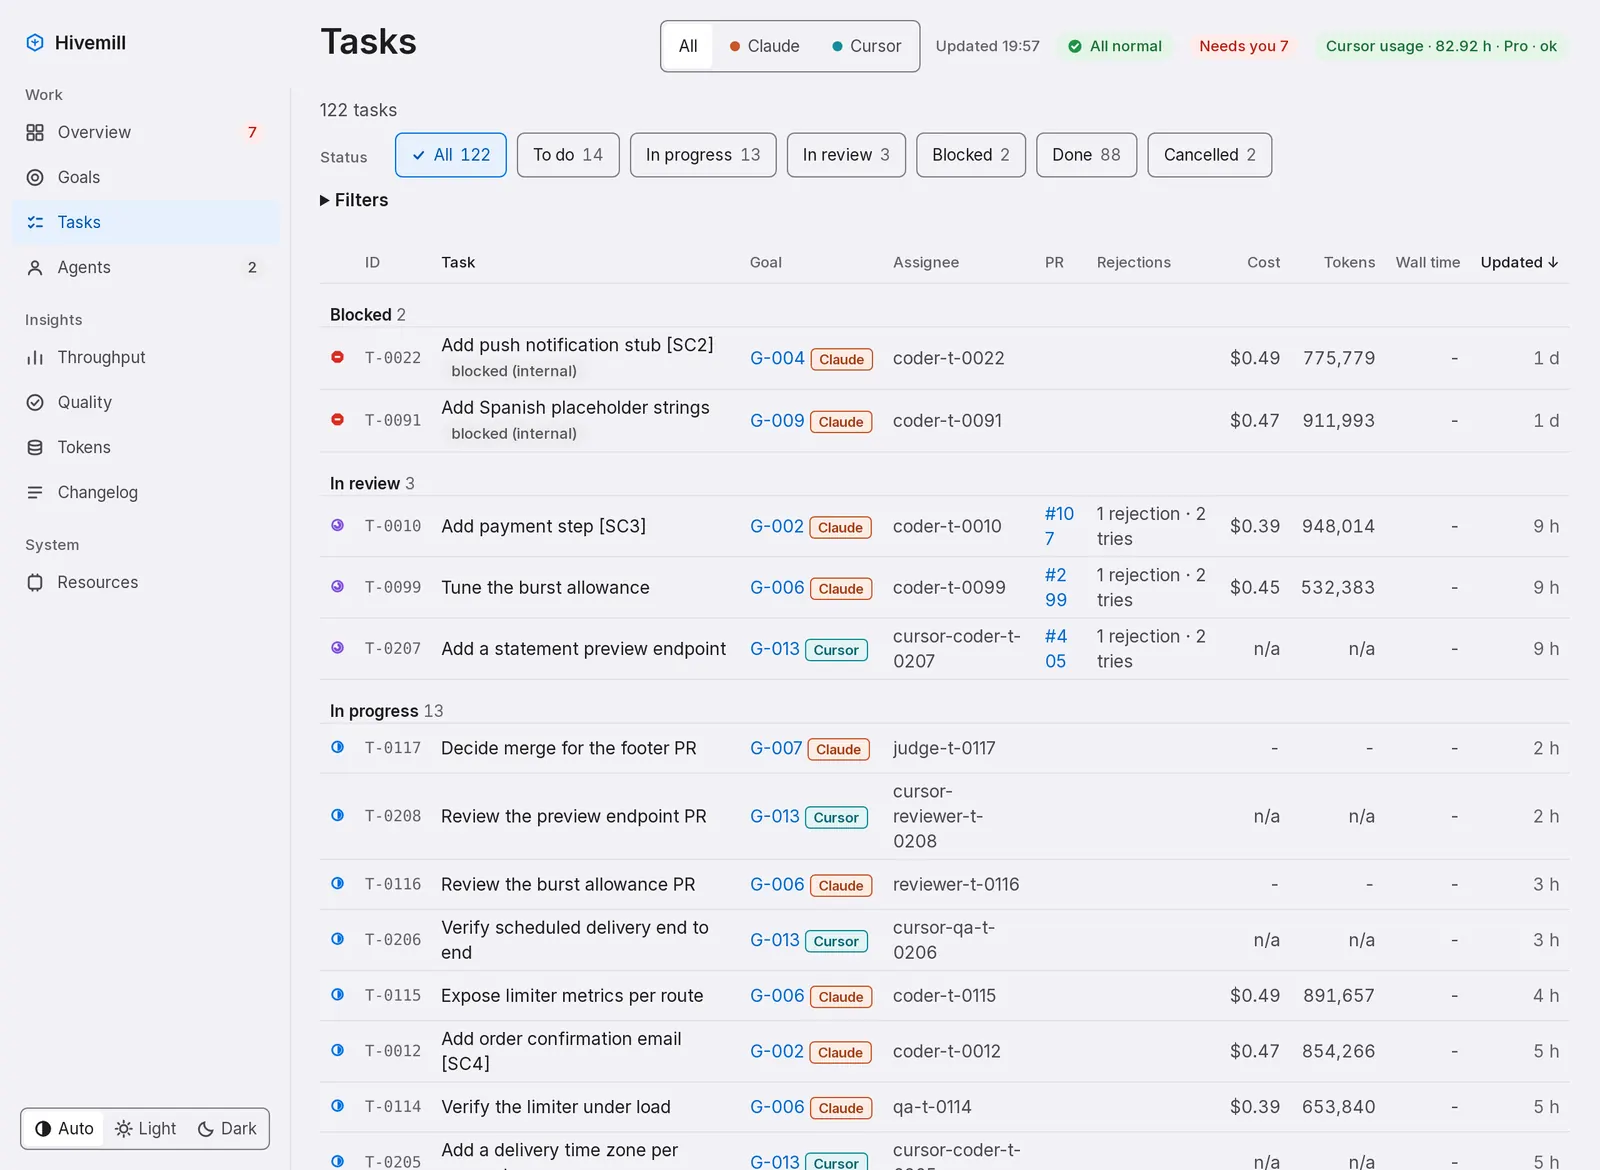 Hivemill
Work
Overview 7
Goals
Tasks
Agents 2
Insights
Throughput
Quality
Tokens
Changelog
System
Resources
Auto Light Dark
Tasks
All Claude Cursor Updated 19:57 All normal Needs you 7 Cursor usage · 82.92 h · Pro · ok
122 tasks
Status All 122 To do 14 In progress 13 In review 3 Blocked 2 Done 88 Cancelled 2
Filters
ID Task Goal Assignee PR Rejections Cost Tokens Wall time Updated ↓
Blocked 2
T-0022 Add push notification stub [SC2] G-004 Claude coder-t-0022 $0.49 775,779 - 1 d
blocked (internal)
T-0091 Add Spanish placeholder strings G-009 Claude coder-t-0091 $0.47 911,993 - 1 d
blocked (internal)
In review 3
T-0010 Add payment step [SC3] G-002 Claude coder-t-0010 #10 1 rejection · 2 $0.39 948,014 - 9 h
7 tries
T-0099 Tune the burst allowance G-006 Claude coder-t-0099 #2 1 rejection · 2 $0.45 532,383 - 9 h
99 tries
T-0207 Add a statement preview endpoint G-013 Cursor cursor-coder-t- #4 1 rejection · 2 n/a n/a - 9 h
0207 05 tries
In progress 13
T-0117 Decide merge for the footer PR G-007 Claude judge-t-0117 - - - 2 h
T-0208 Review the preview endpoint PR G-013 Cursor cursor- n/a n/a - 2 h
reviewer-t-
0208
T-0116 Review the burst allowance PR G-006 Claude reviewer-t-0116 - - - 3 h
T-0206 Verify scheduled delivery end to G-013 Cursor cursor-qa-t- n/a n/a - 3 h
end 0206
T-0115 Expose limiter metrics per route G-006 Claude coder-t-0115 $0.49 891,657 - 4 h
T-0012 Add order confirmation email G-002 Claude coder-t-0012 $0.47 854,266 - 5 h
[SC4]
T-0114 Verify the limiter under load G-006 Claude qa-t-0114 $0.39 653,840 - 5 h
T-0205 Add a delivery time zone per G-013 Cursor cursor-coder-t- n/a n/a - 5 h